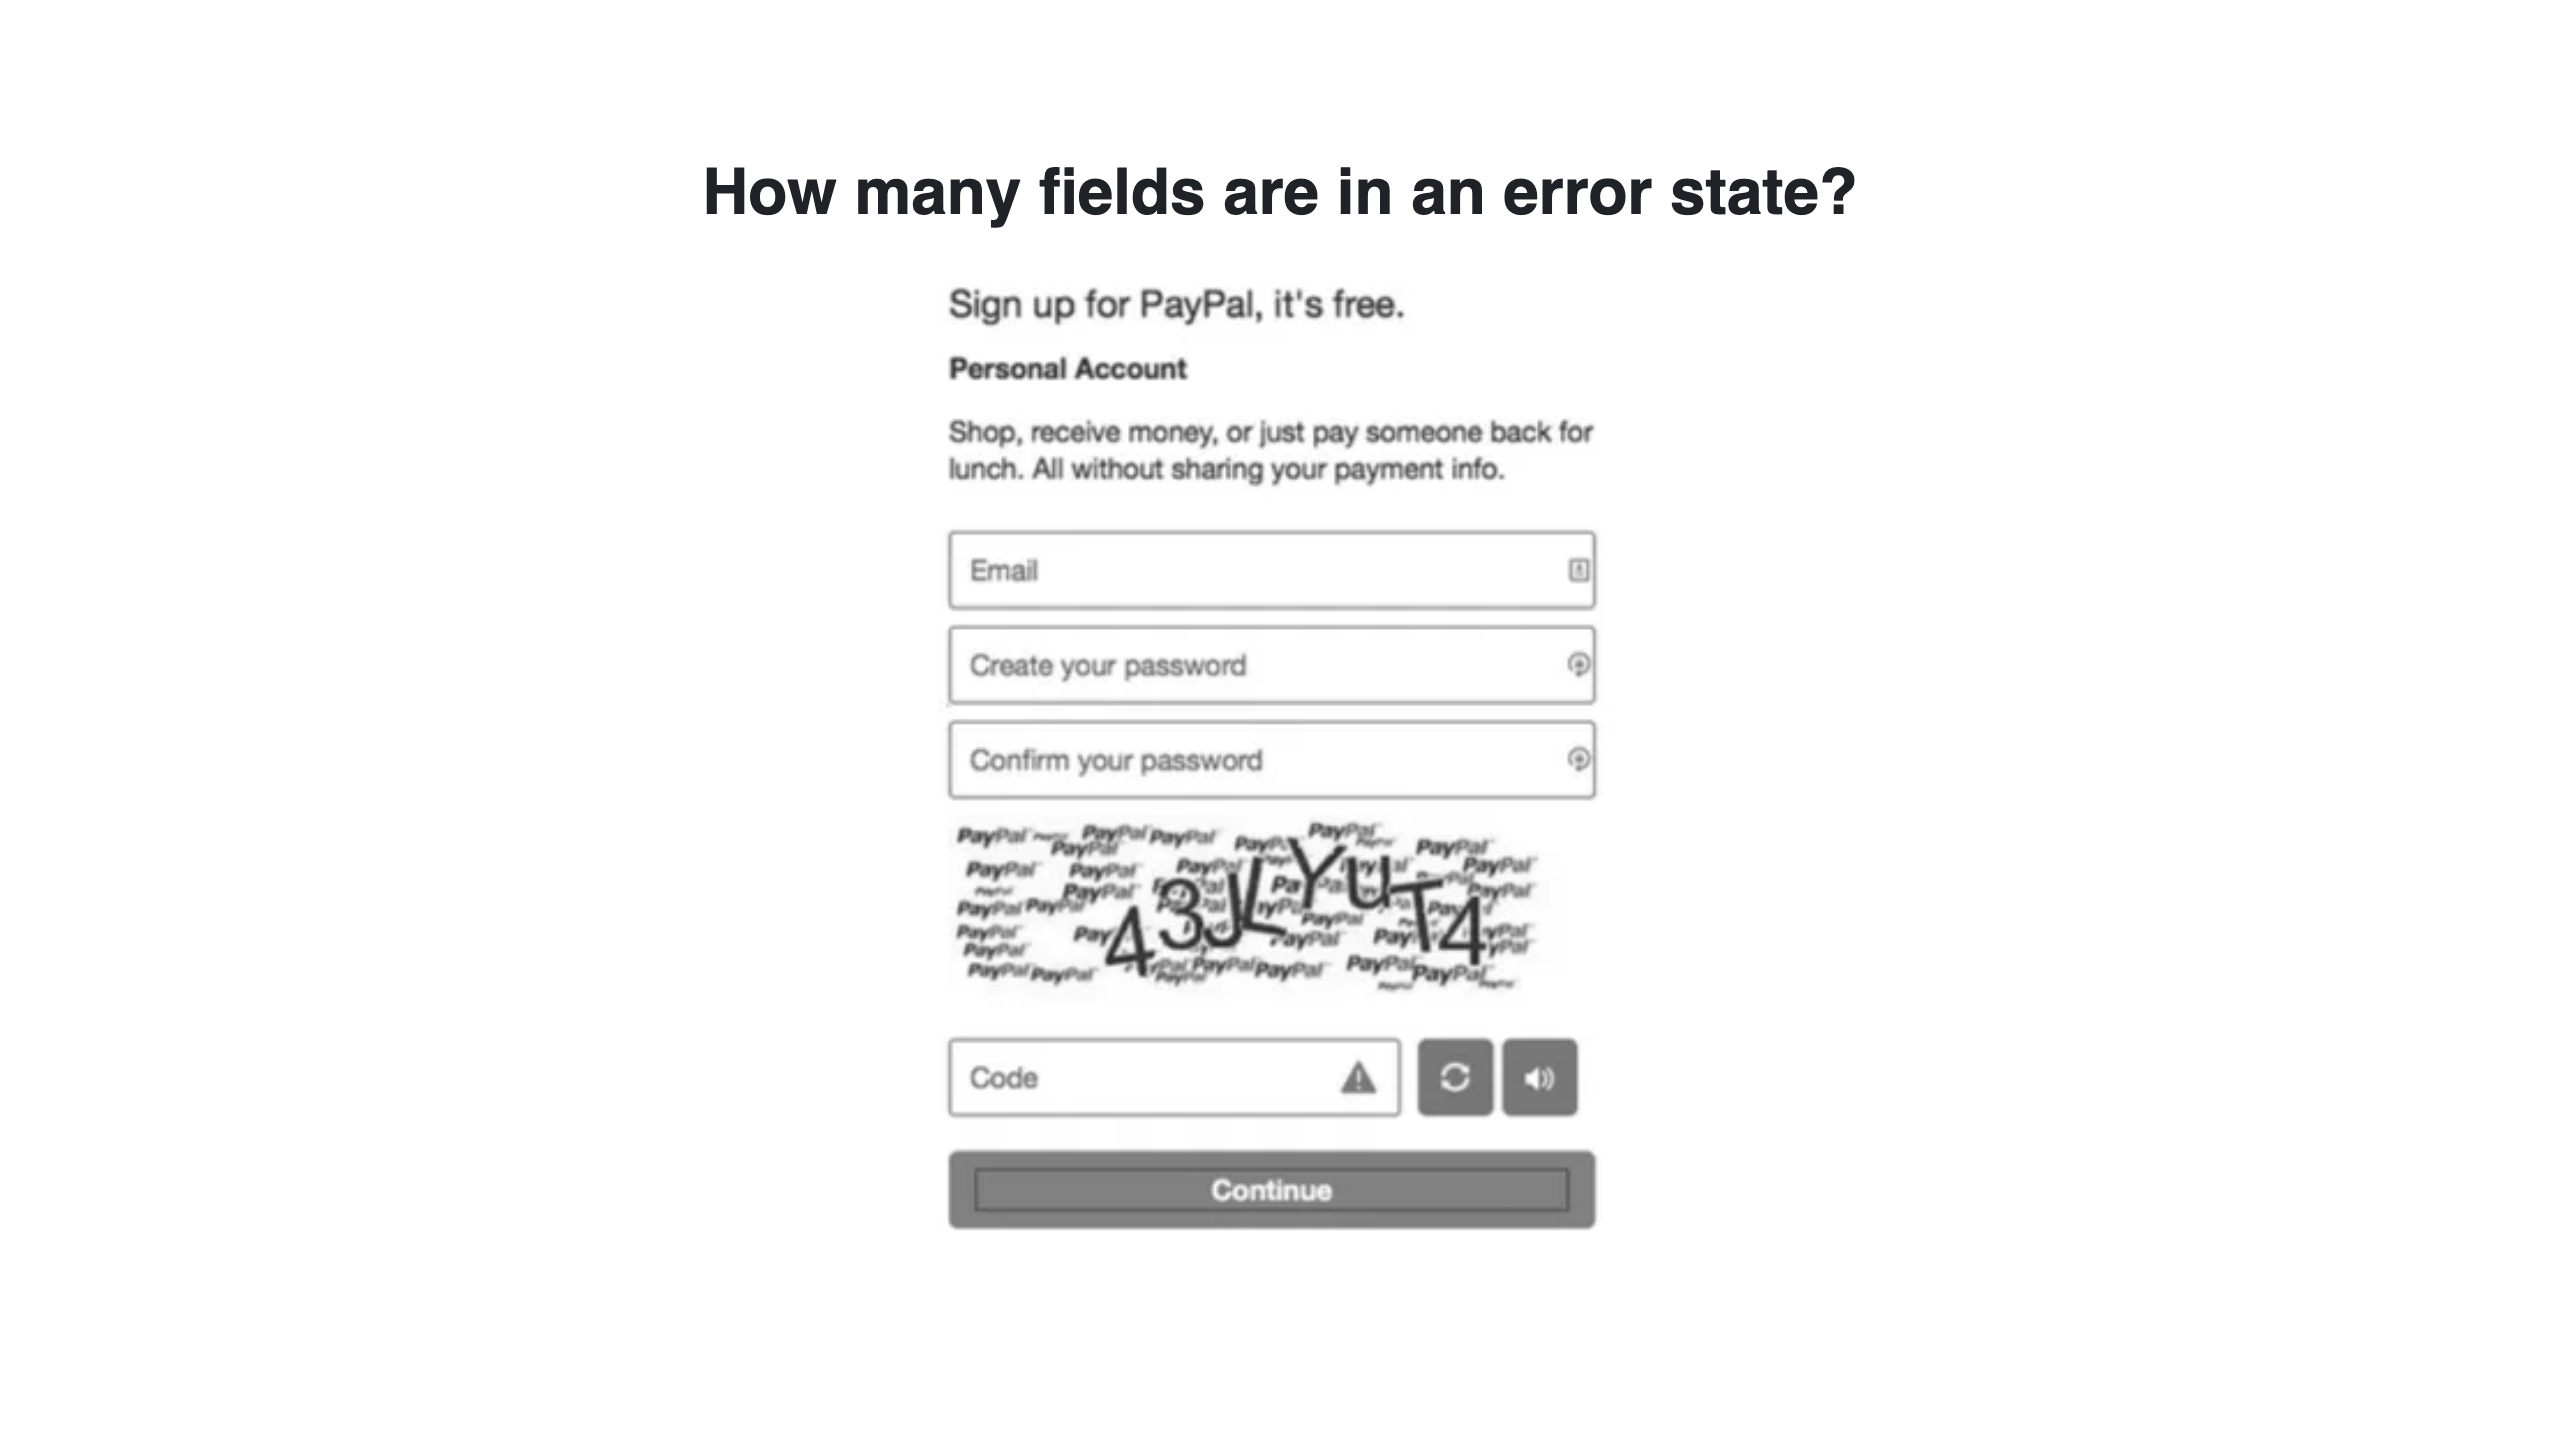 How many fields are in an error state?
Sign up for PayPal, it's free.
Personal Account
Shop, receive money, or just pay someone back for
lunch. All without sharing your payment info.
Email
Create your password
Confirm your password
Code
Continue